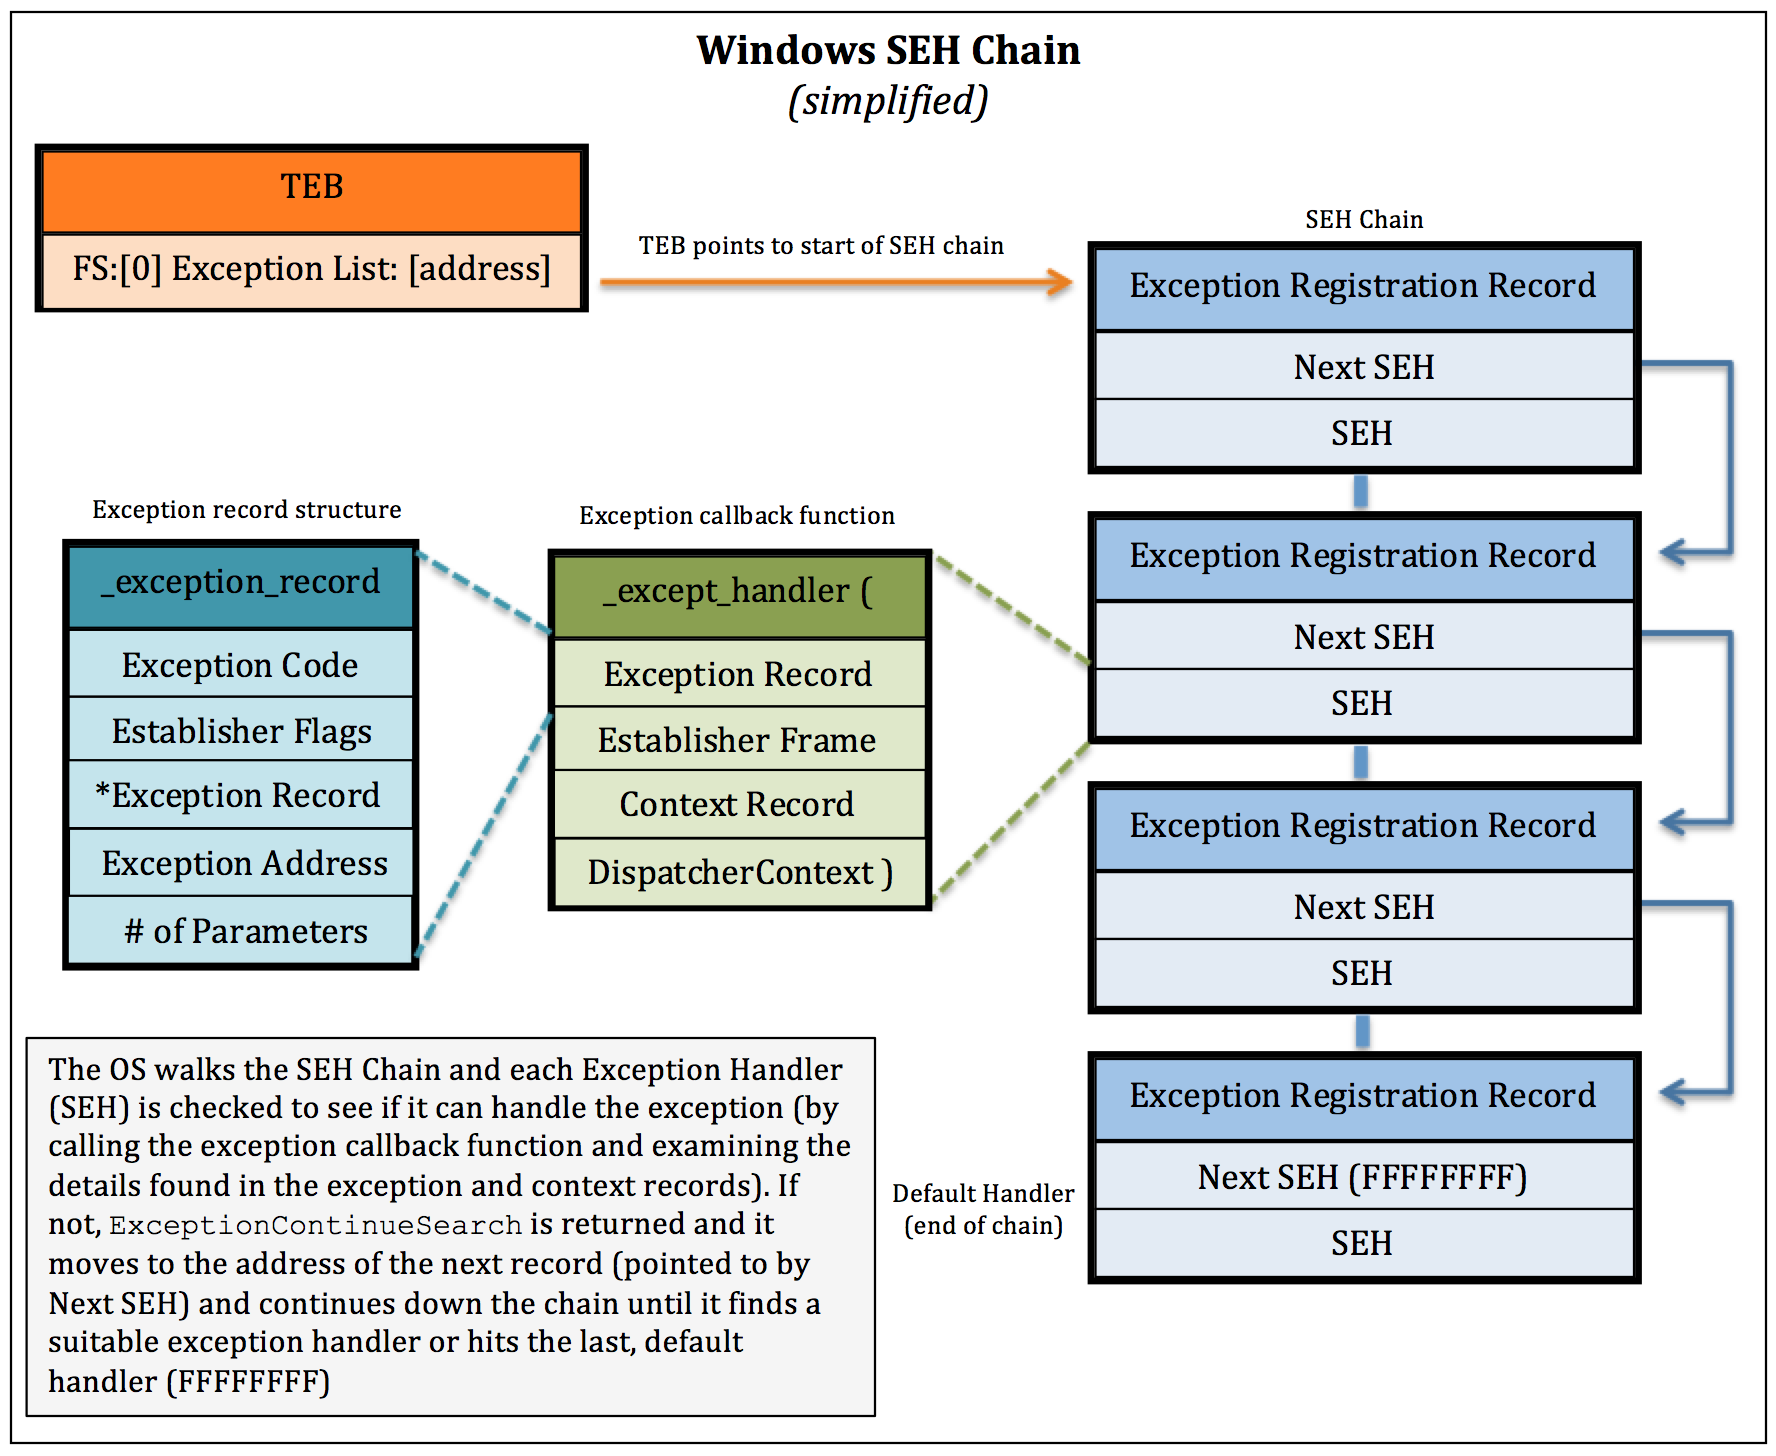 Windows SEH Chain
(simplified)
TEB
FS:[0] Exception List: [address]
TEB points to start of SEH chain
SEH Chain
Exception Registration Record
Next SEH
SEH
Exception record structure
_exception_record
Exception Code
Establisher Flags
*Exception Record
Exception Address
# of Parameters
Exception callback function
_except_handler (
Exception Record
Establisher Frame
Context Record
DispatcherContext )
Exception Registration Record
Next SEH
SEH
Exception Registration Record
Next SEH
SEH
Default Handler
(end of chain)
Exception Registration Record
Next SEH (FFFFFFFF)
SEH
The OS walks the SEH Chain and each Exception Handler
(SEH) is checked to see if it can handle the exception (by
calling the exception callback function and examining the
details found in the exception and context records). If
not, ExceptionContinueSearch is returned and it
moves to the address of the next record (pointed to by
Next SEH) and continues down the chain until it finds a
suitable exception handler or hits the last, default
handler (FFFFFFFF)